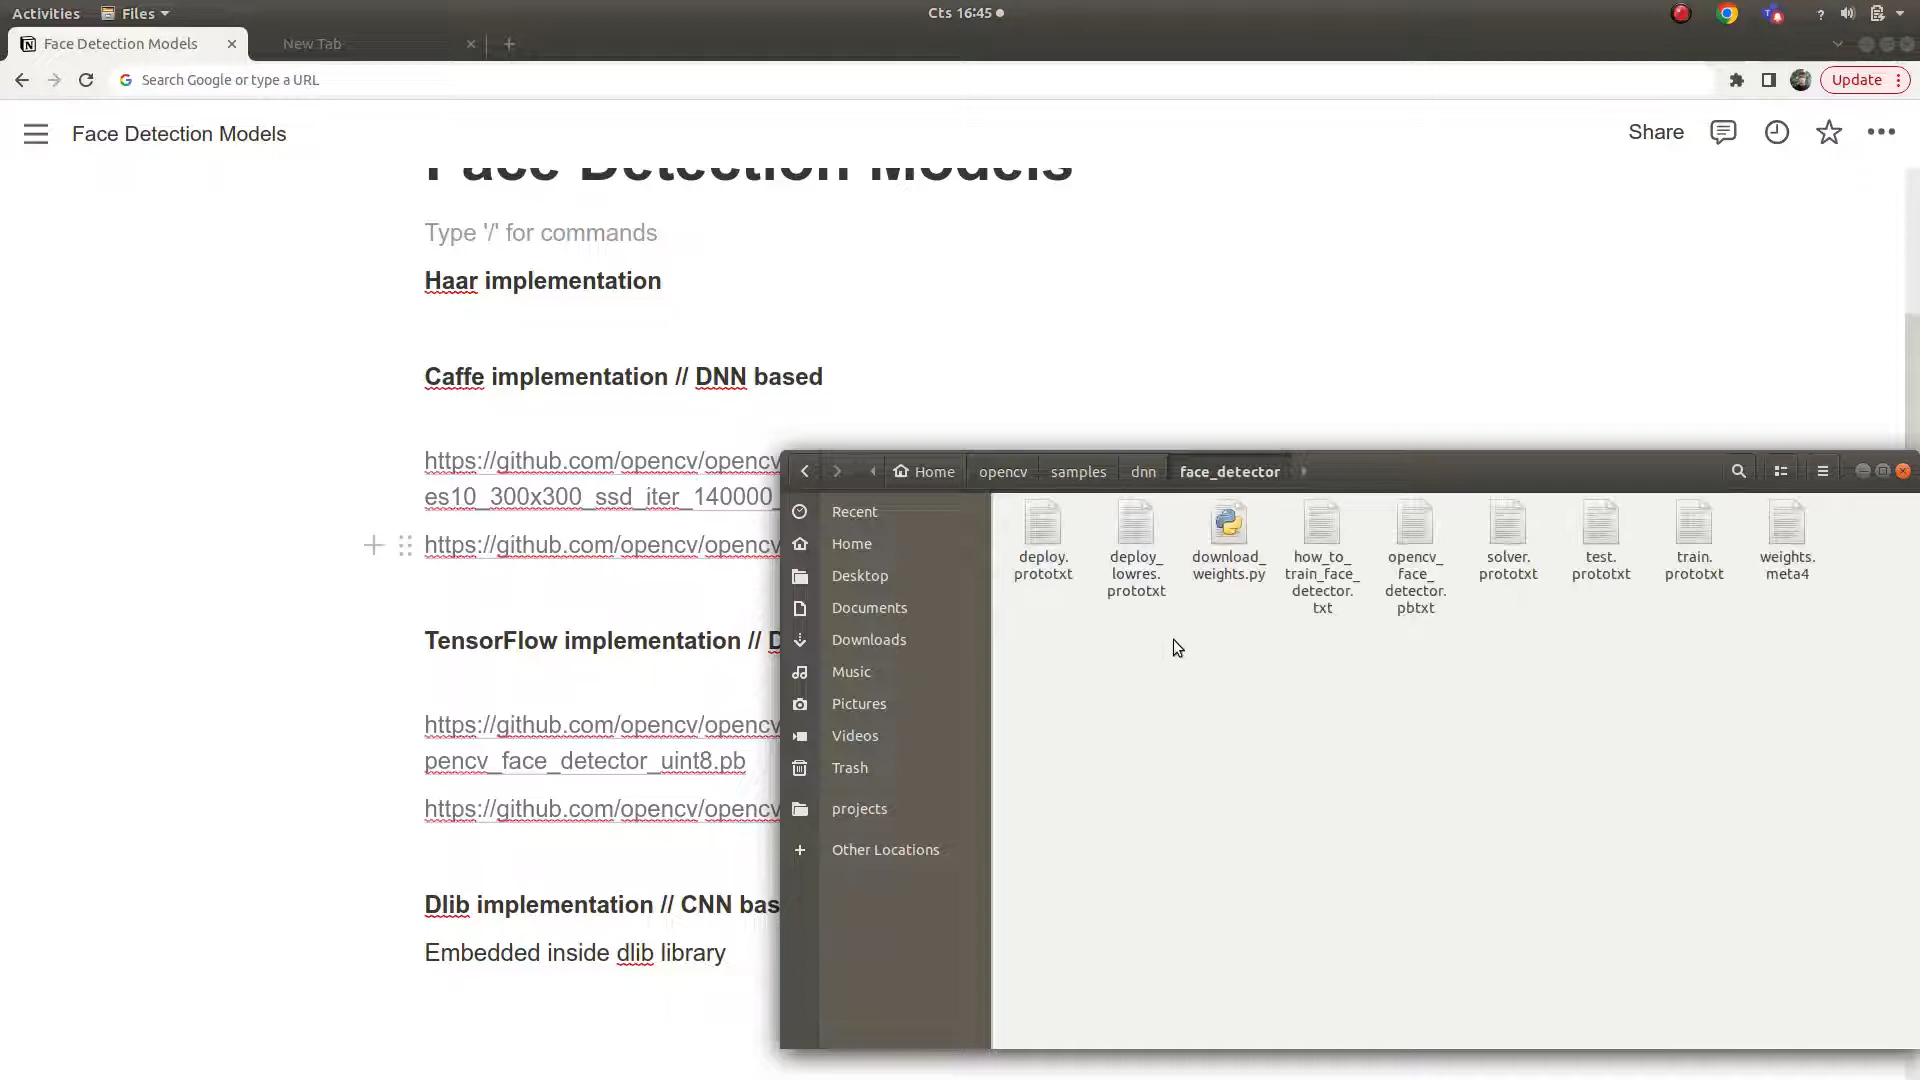 Activities
Files
Cts 16:45
?
Face Detection Models
New Tab
Search Google or type a URL
Update
Face Detection Models
Share
Face Detection Models
Type '/' for commands
Haar implementation
Caffe implementation // DNN based
https://github.com/opencv/opencv
es10_300x300_ssd_iter_140000_
https://github.com/opencv/opencv
TensorFlow implementation // D
https://github.com/opencv/opencv
pencv_face_detector_uint8.pb
https://github.com/opencv/opencv
Dlib implementation // CNN bas
Embedded inside dlib library
Home
opencv
samples
dnn
face_detector
Recent
Home
Desktop
Documents
Downloads
Music
Pictures
Videos
Trash
projects
Other Locations
deploy.
prototxt
deploy_
lowres.
prototxt
download_
weights.py
how_to_
train_face_
detector.
txt
opencv_
face_
detector.
pbtxt
solver.
prototxt
test.
prototxt
train.
prototxt
weights.
meta4